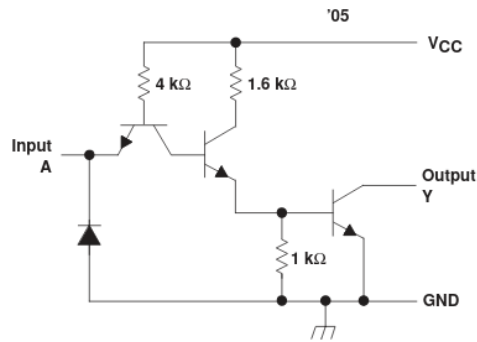 '05
VCC
4 kΩ
1.6 kΩ
Input
A
Output
Y
1 kΩ
GND